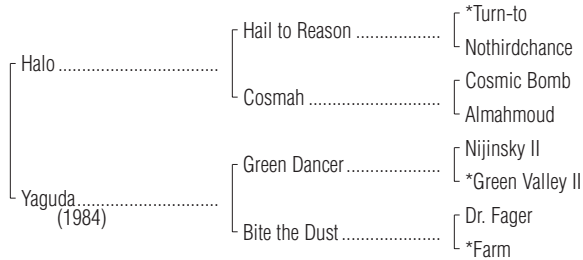 *Turn-to
Hail to Reason ....................
Nothirdchance
Halo ......................................
Cosmic Bomb
Cosmah ...............................
Almahmoud
Nijinsky II
Green Dancer ......................
*Green Valley II
Yaguda ..................................
(1984)
Dr. Fager
Bite the Dust .......................
*Farm